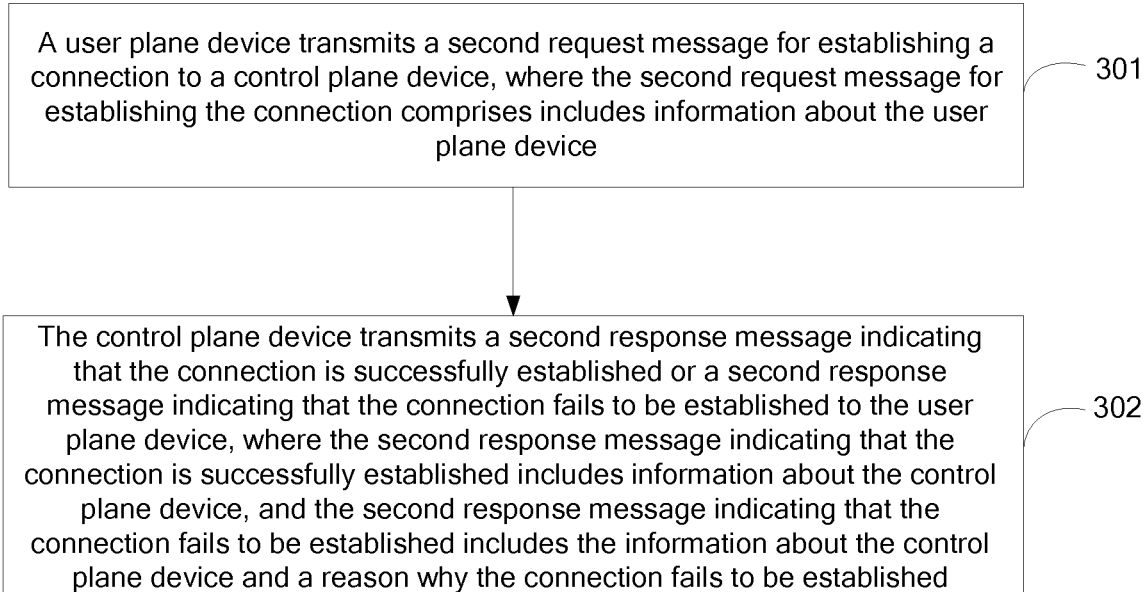 A user plane device transmits a second request message for establishing a
connection to a control plane device, where the second request message for
establishing the connection comprises includes information about the user
plane device
301
The control plane device transmits a second response message indicating
that the connection is successfully established or a second response
message indicating that the connection fails to be established to the user
plane device, where the second response message indicating that the
connection is successfully established includes information about the control
plane device, and the second response message indicating that the
connection fails to be established includes the information about the control
plane device and a reason why the connection fails to be established
302